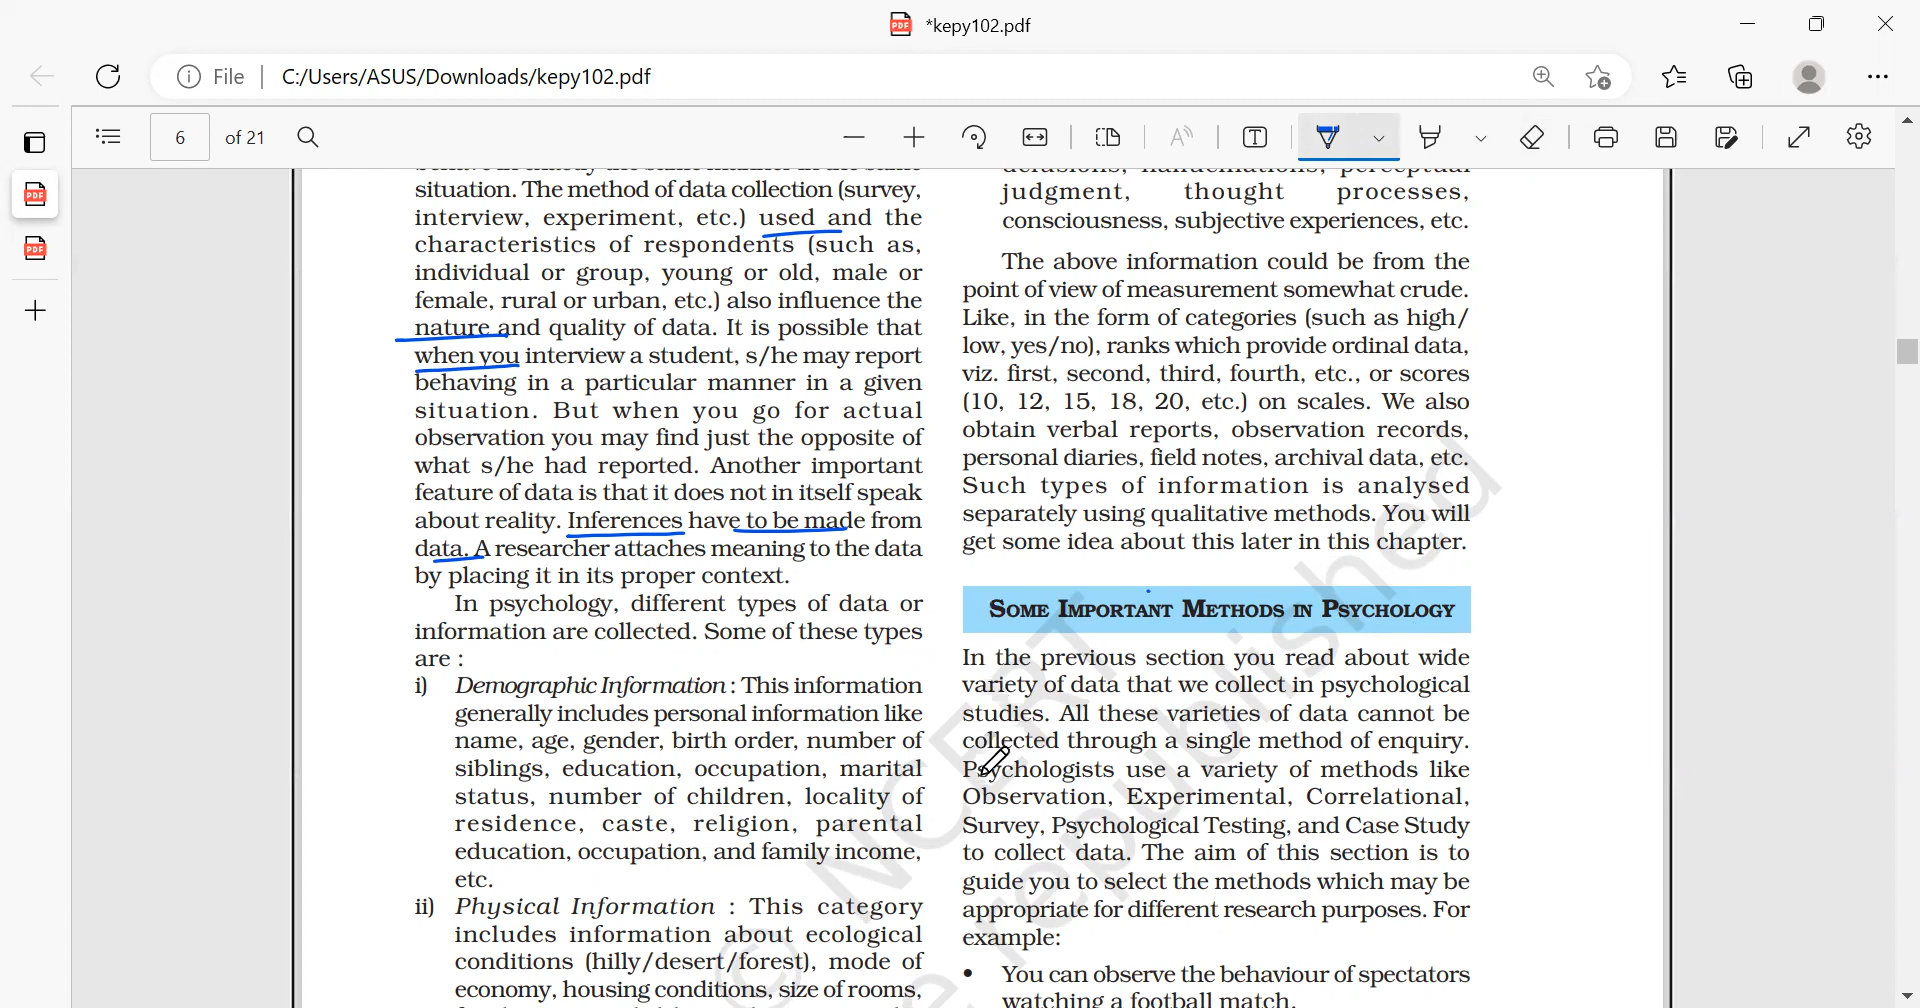 *kepy102.pdf
File
C:/Users/ASUS/Downloads/kepy102.pdf
6 of 21
situation. The method of data collection (survey,
interview, experiment, etc.) used and the
characteristics of respondents (such as,
individual or group, young or old, male or
female, rural or urban, etc.) also influence the
nature and quality of data. It is possible that
when you interview a student, s/he may report
behaving in a particular manner in a given
situation. But when you go for actual
observation you may find just the opposite of
what s/he had reported. Another important
feature of data is that it does not in itself speak
about reality. Inferences have to be made from
data. A researcher attaches meaning to the data
by placing it in its proper context.
In psychology, different types of data or
information are collected. Some of these types
are :
i) Demographic Information : This information
generally includes personal information like
name, age, gender, birth order, number of
siblings, education, occupation, marital
status, number of children, locality of
residence, caste, religion, parental
education, occupation, and family income,
etc.
ii) Physical Information : This category
includes information about ecological
conditions (hilly/desert/forest), mode of
economy, housing conditions, size of rooms,
delusions, hallucinations, perceptual
judgment, thought processes,
consciousness, subjective experiences, etc.
The above information could be from the
point of view of measurement somewhat crude.
Like, in the form of categories (such as high/
low, yes/no), ranks which provide ordinal data,
viz. first, second, third, fourth, etc., or scores
(10, 12, 15, 18, 20, etc.) on scales. We also
obtain verbal reports, observation records,
personal diaries, field notes, archival data, etc.
Such types of information is analysed
separately using qualitative methods. You will
get some idea about this later in this chapter.
SOME IMPORTANT METHODS IN PSYCHOLOGY
In the previous section you read about wide
variety of data that we collect in psychological
studies. All these varieties of data cannot be
collected through a single method of enquiry.
Psychologists use a variety of methods like
Observation, Experimental, Correlational,
Survey, Psychological Testing, and Case Study
to collect data. The aim of this section is to
guide you to select the methods which may be
appropriate for different research purposes. For
example:
• You can observe the behaviour of spectators
watching a football match.
© NCERT
republished